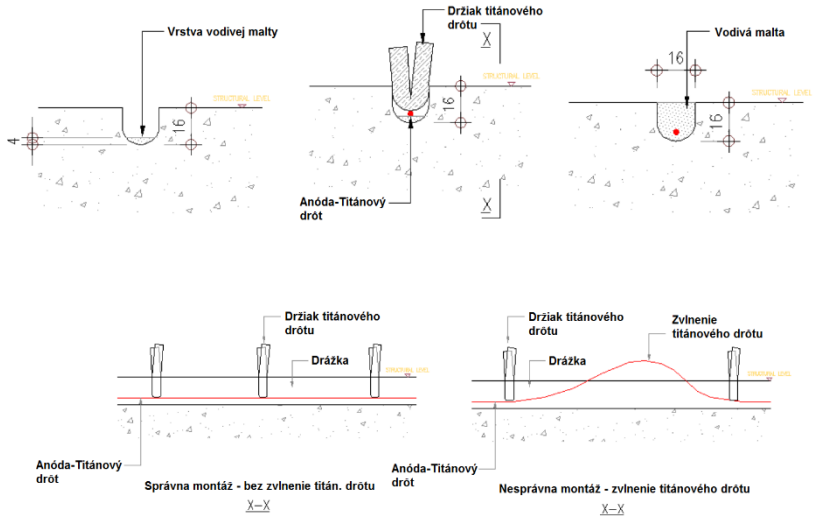 Vrstva vodivej malty
STRUCTURAL LEVEL
4
16
Držiak titánového
drôtu
X
STRUCTURAL LEVEL
16
Anóda-Titánový
drôt
X
Vodivá malta
16
STRUCTURAL LEVEL
16
Držiak titánového
drôtu
Drážka
STRUCTURAL LEVEL
Anóda-Titánový
drôt
Správna montáž - bez zvlnenie titán. drôtu
X-X
Držiak titánového
drôtu
Zvlnenie
titánového drôtu
Drážka
STRUCTURAL LEVEL
Anóda-Titánový
drôt
Nesprávna montáž - zvlnenie titánového drôtu
X-X